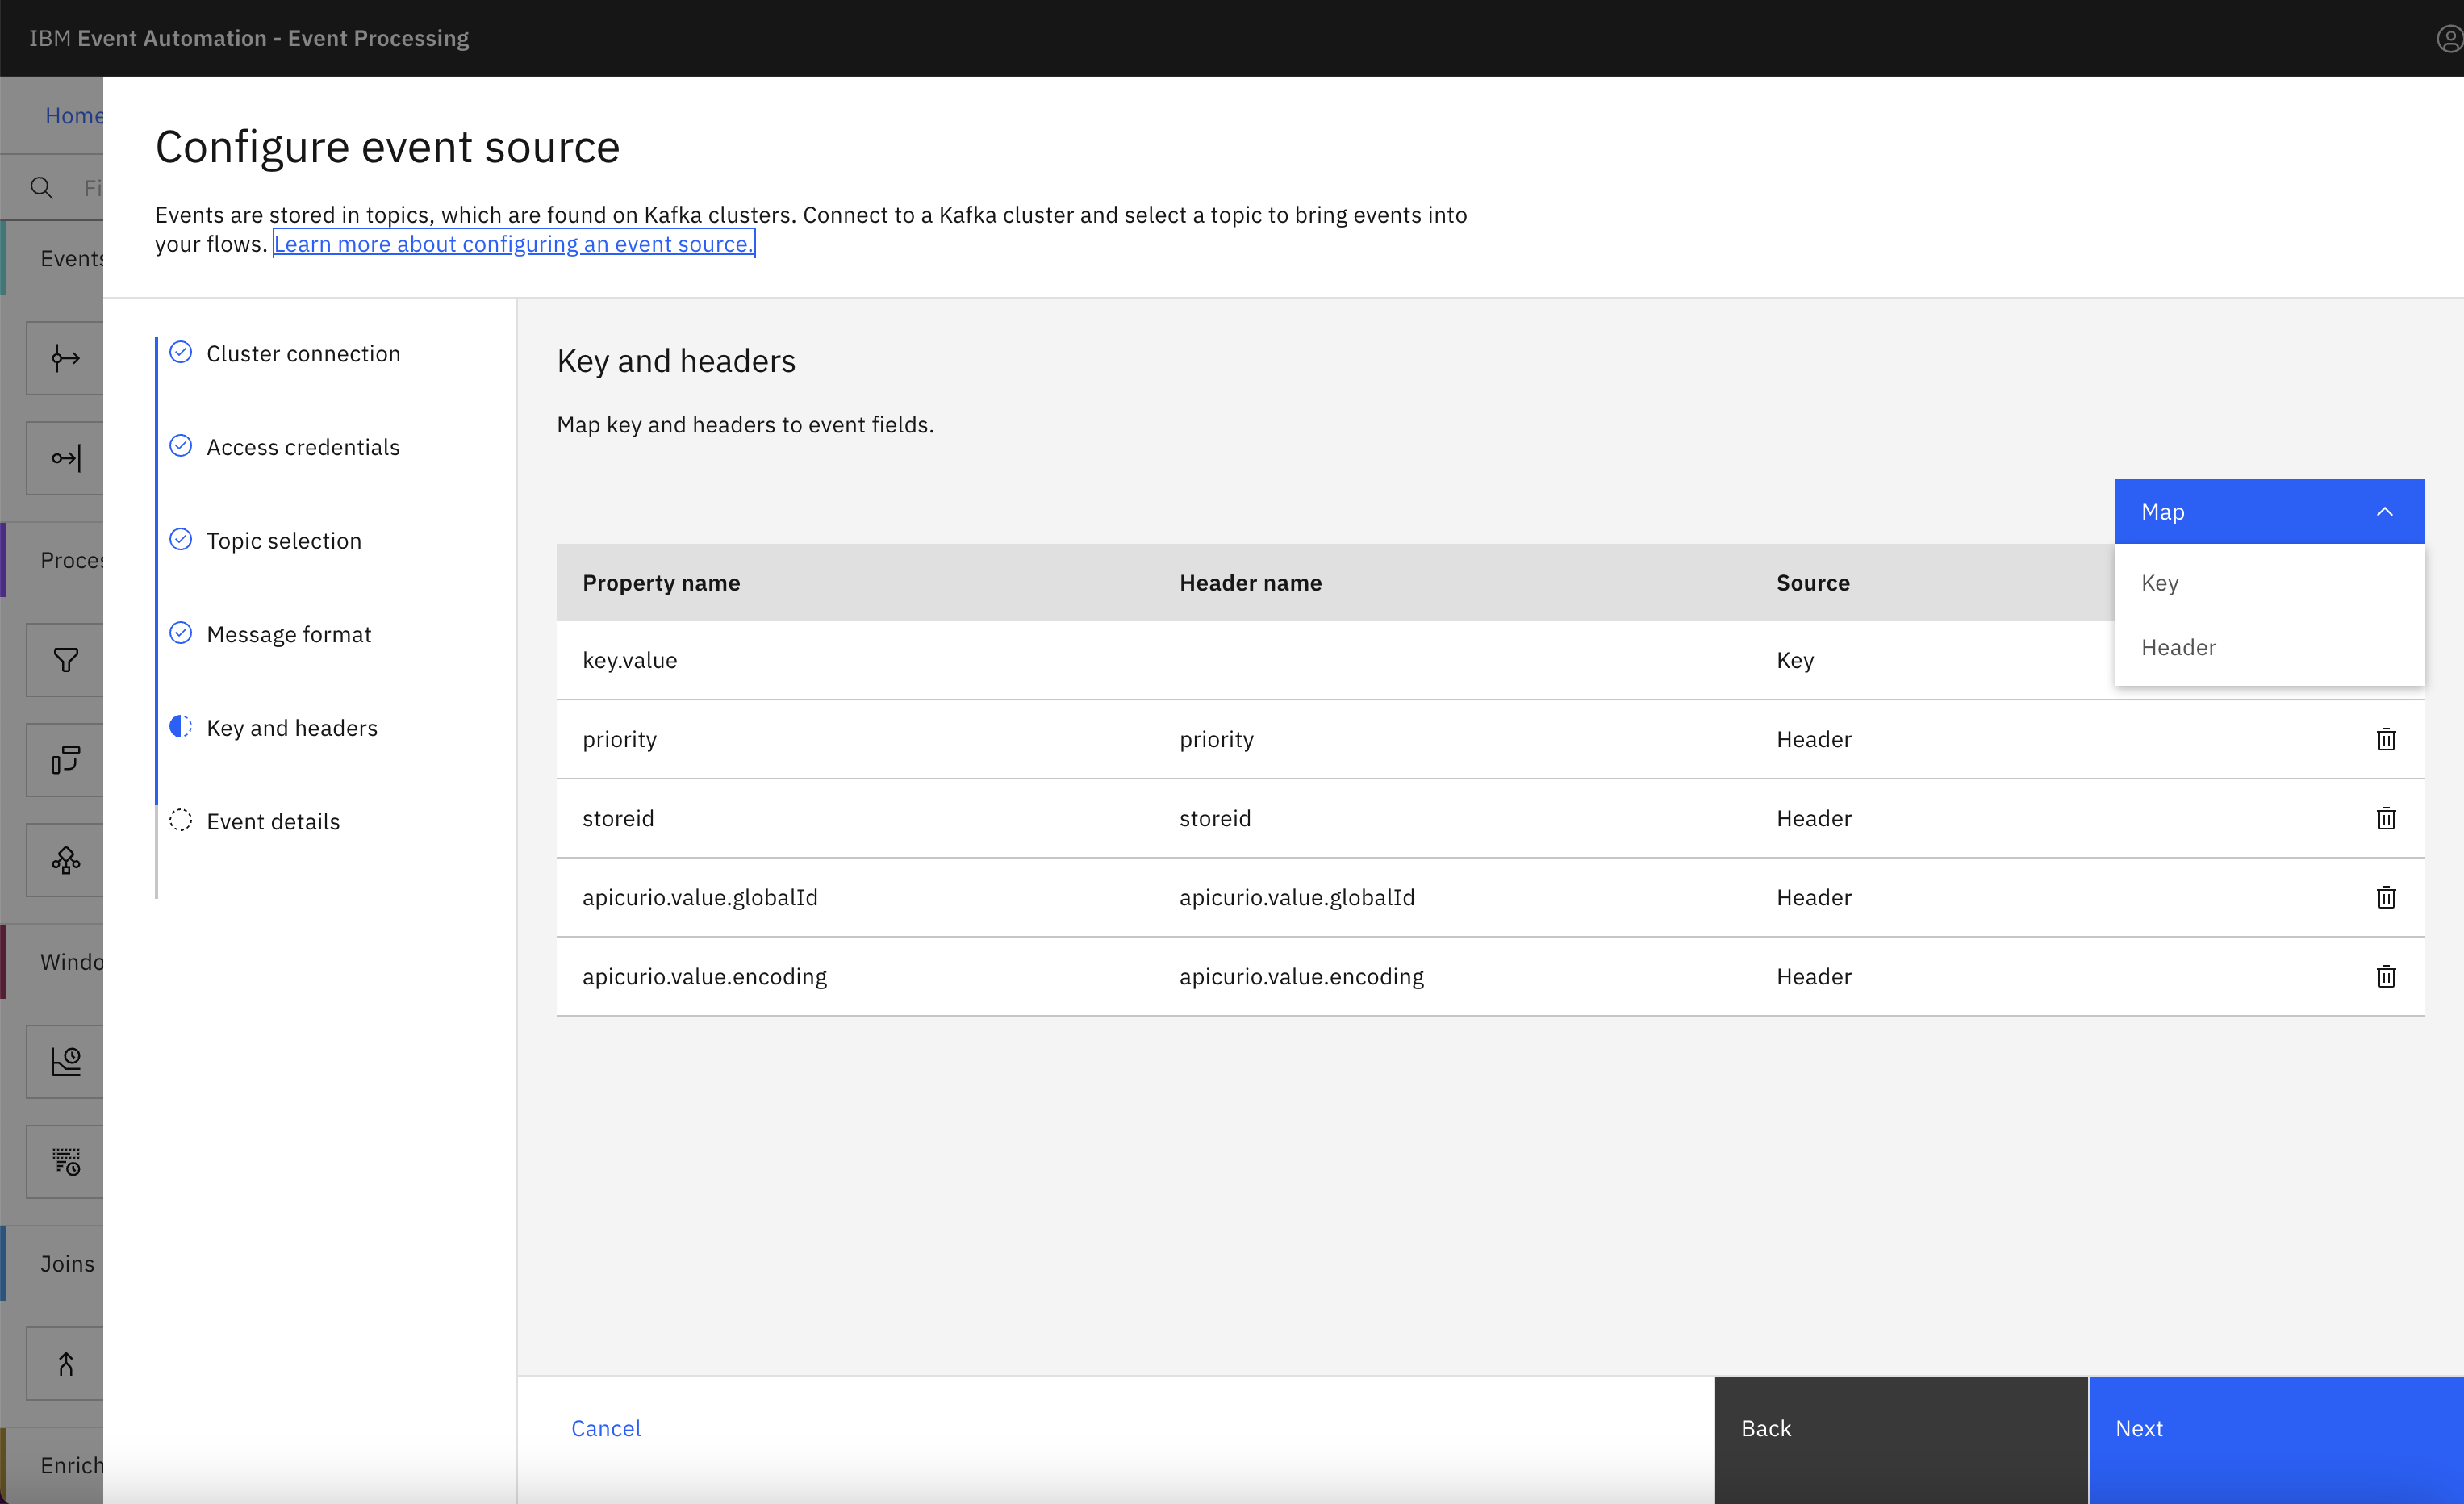 IBM Event Automation - Event Processing
Home
Configure event source
Events are stored in topics, which are found on Kafka clusters. Connect to a Kafka cluster and select a topic to bring events into
your flows. Learn more about configuring an event source.
Fi
Events
Proces
Windo
Joins
Enrich
Cluster connection
Access credentials
Topic selection
Message format
Key and headers
Event details
Key and headers
Map key and headers to event fields.
Map
Key
Header
Property name Header name Source
key.value Key
priority priority Header
storeid storeid Header
apicurio.value.globalId apicurio.value.globalId Header
apicurio.value.encoding apicurio.value.encoding Header
Cancel
Back
Next